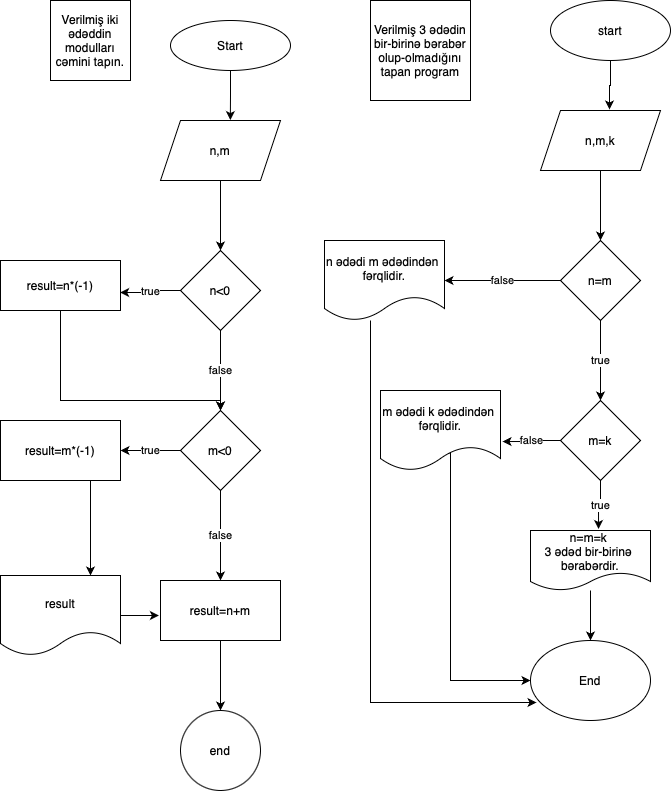 Verilmiş iki
ədəddin
modulları
cəmini tapın.
Start
n,m
n<0
true
result=n*(-1)
false
m<0
true
result=m*(-1)
false
result
result=n+m
end
Verilmiş 3 ədədin
bir-birinə bərabər
olup-olmadığını
tapan program
start
n,m,k
n=m
false
n ədədi m ədədindən
fərqlidir.
true
m=k
false
m ədədi k ədədindən
fərqlidir.
true
n=m=k
3 ədəd bir-birinə
bərabərdir.
End